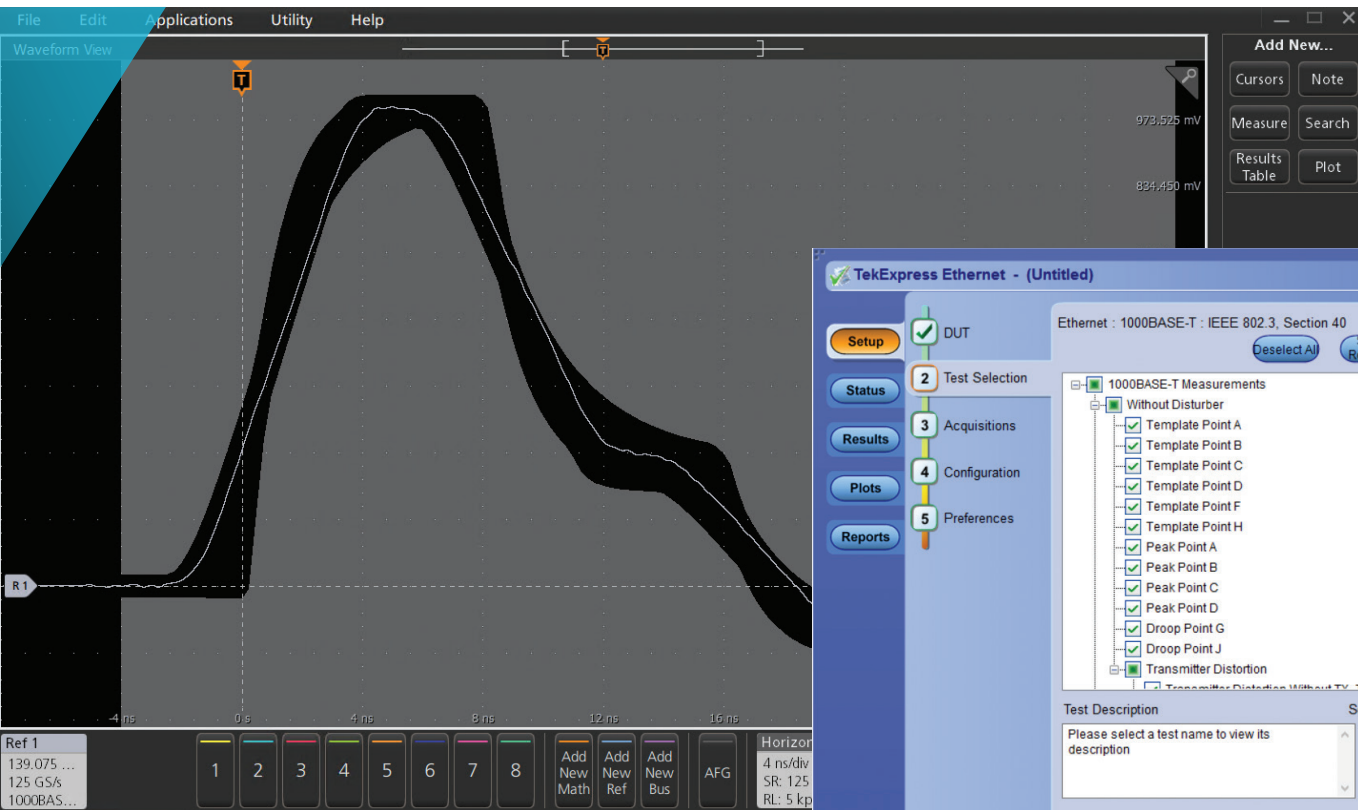 File Edit Applications Utility Help
Waveform View
T
T
973.525 mV
834.450 mV
R 1
-4 ns 0 s 4 ns 8 ns 12 ns 16 ns
Add New...
Cursors Note
Measure Search
Results Table Plot
TekExpress Ethernet - (Untitled)
Setup
Status
Results
Plots
Reports
DUT
2 Test Selection
3 Acquisitions
4 Configuration
5 Preferences
Ethernet : 1000BASE-T : IEEE 802.3, Section 40
Deselect All
1000BASE-T Measurements
Without Disturber
Template Point A
Template Point B
Template Point C
Template Point D
Template Point F
Template Point H
Peak Point A
Peak Point B
Peak Point C
Peak Point D
Droop Point G
Droop Point J
Transmitter Distortion
Transmitter Distortion Without TX
Test Description S
Please select a test name to view its
description
Ref 1
139.075 ...
125 GS/s
1000BAS...
1 2 3 4 5 6 7 8
Add New Math
Add New Ref
Add New Bus
AFG
Horizon
4 ns/div
SR: 125
RL: 5 kp